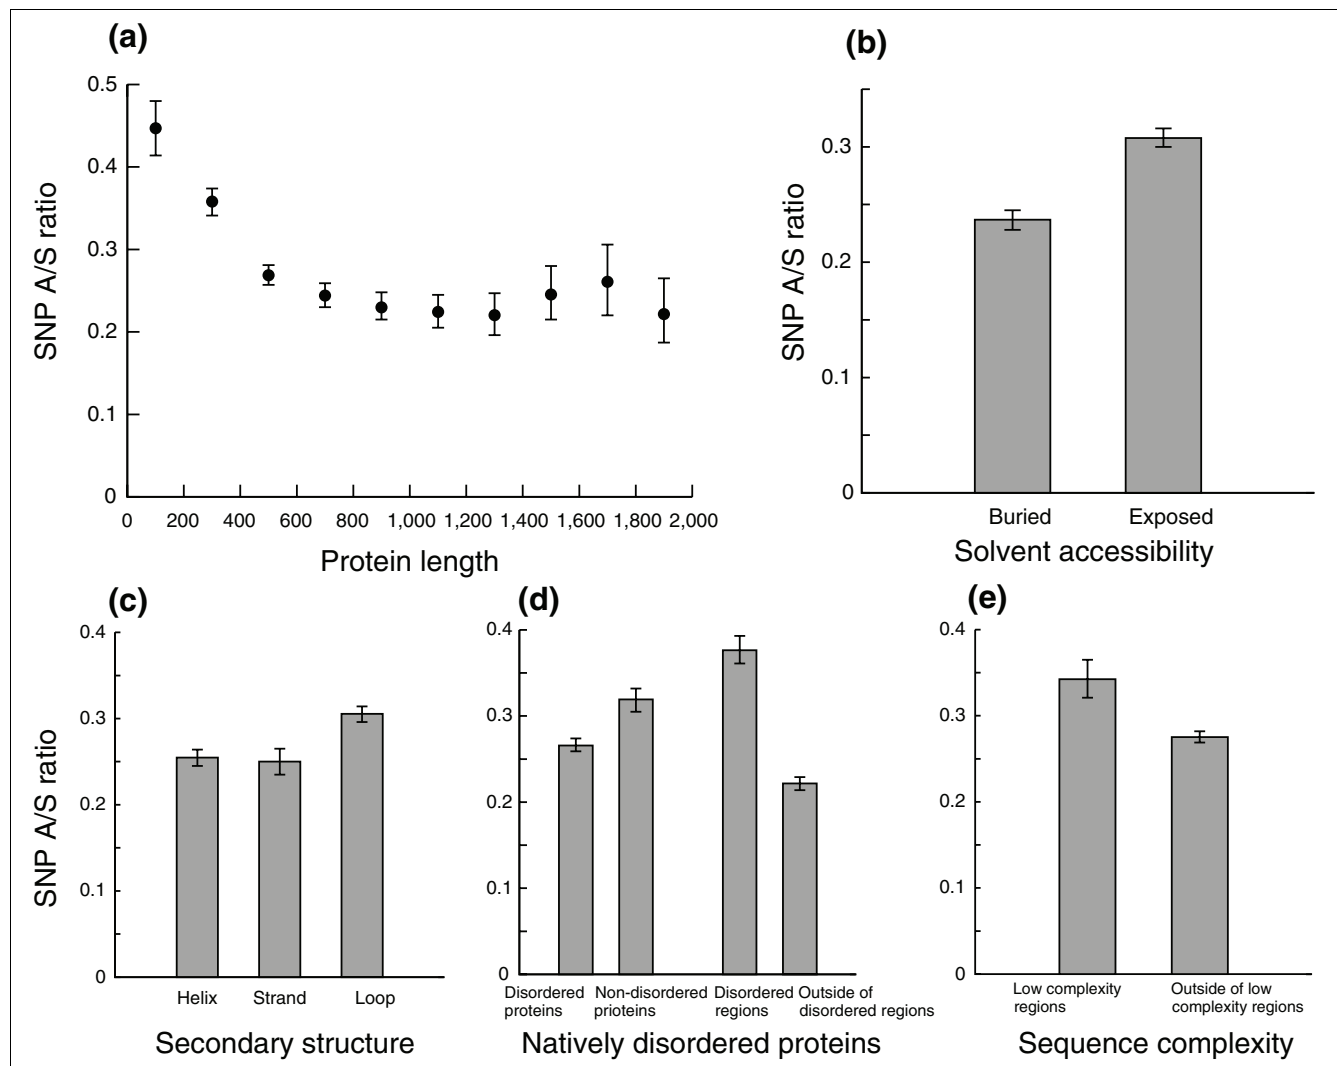 (a)
0.5
0.4
0.3
0.2
0.1
0
SNP A/S ratio
0 200 400 600 800 1,000 1,200 1,400 1,600 1,800 2,000
Protein length
(b)
0.3
0.2
0.1
0
SNP A/S ratio
Buried Exposed
Solvent accessibility
(c)
0.4
0.3
0.2
0.1
0
SNP A/S ratio
Helix Strand Loop
Secondary structure
(d)
0.4
0.3
0.2
0.1
0
Disordered proteins
Non-disordered prioteins
Disordered regions
Outside of disordered regions
Natively disordered proteins
(e)
0.4
0.3
0.2
0.1
0
Low complexity regions
Outside of low complexity regions
Sequence complexity